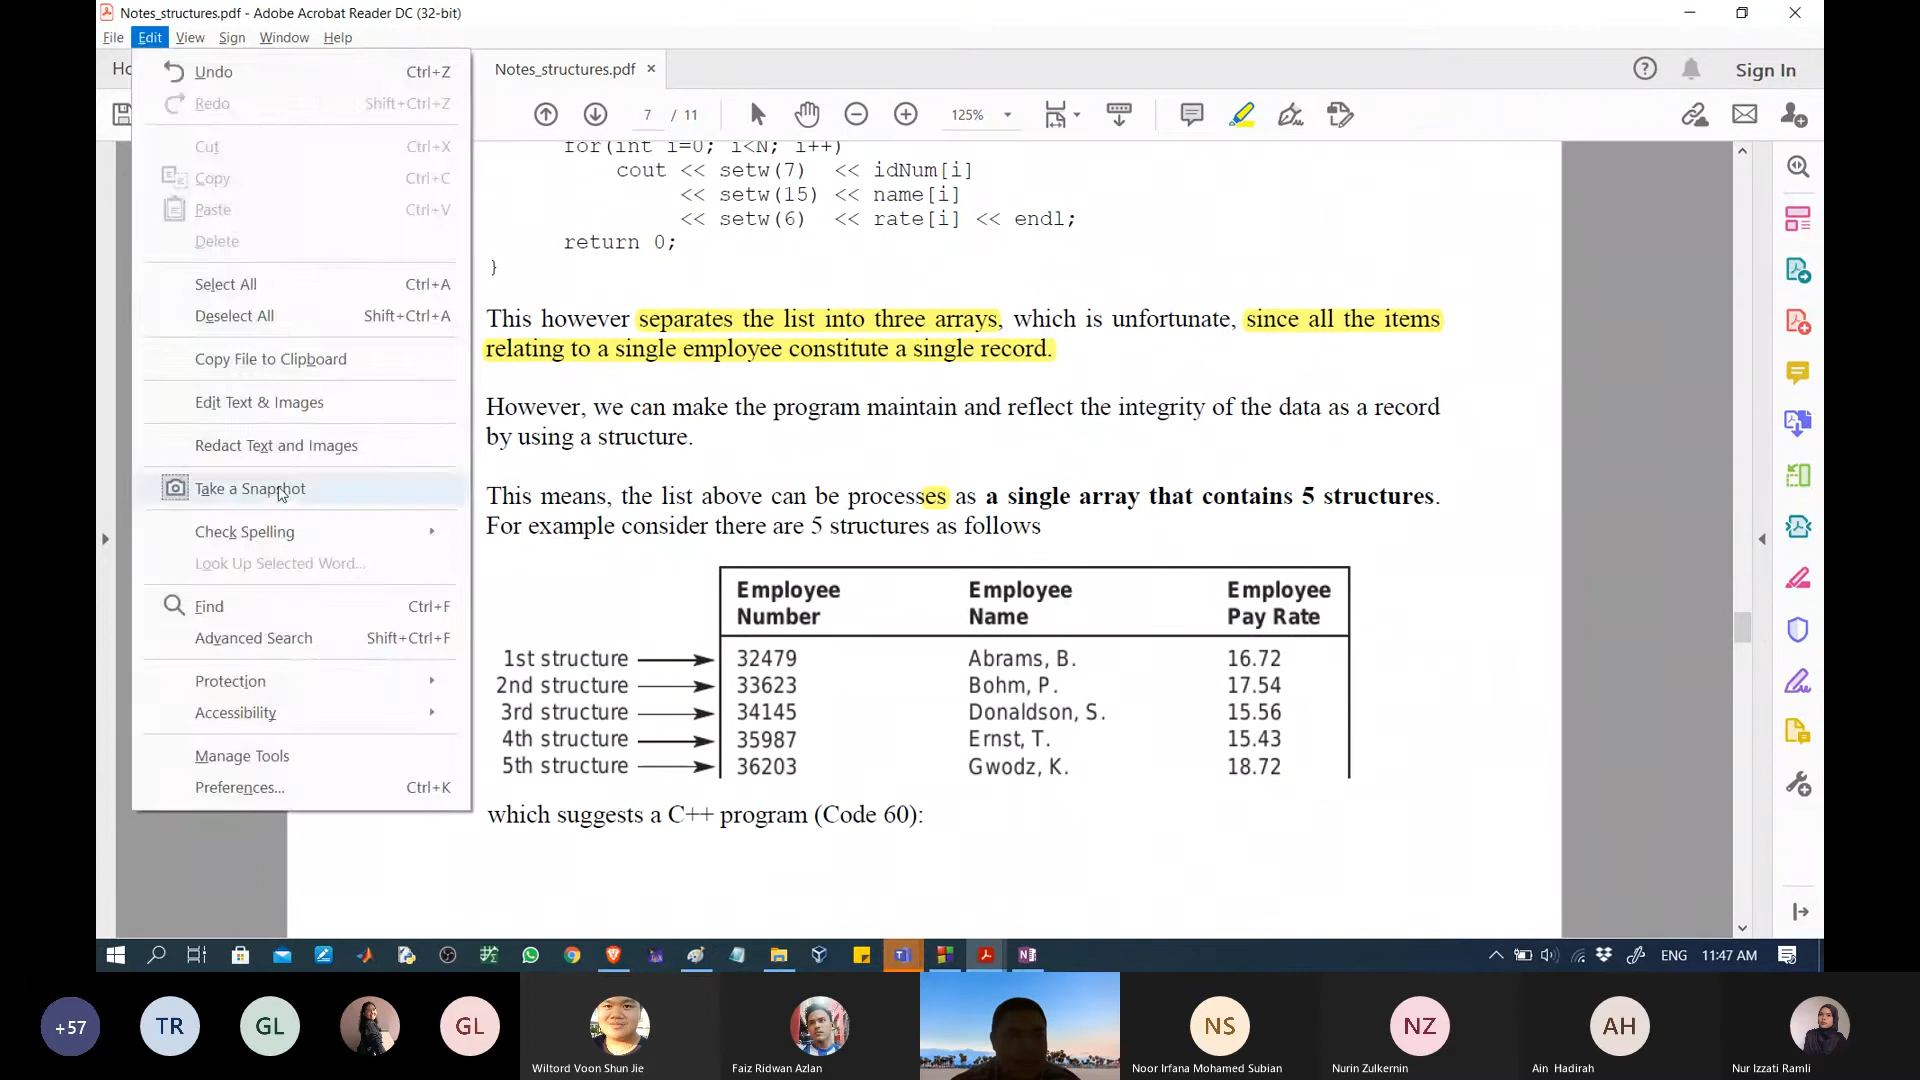 Notes_structures.pdf - Adobe Acrobat Reader DC (32-bit)
File Edit View Sign Window Help
Ho
Notes_structures.pdf ×
Sign In
7 / 11
125%
Undo Ctrl+Z
Redo Shift+Ctrl+Z
Cut Ctrl+X
Copy Ctrl+C
Paste Ctrl+V
Delete
Select All Ctrl+A
Deselect All Shift+Ctrl+A
Copy File to Clipboard
Edit Text & Images
Redact Text and Images
Take a Snapshot
Check Spelling
Look Up Selected Word...
Find Ctrl+F
Advanced Search Shift+Ctrl+F
Protection
Accessibility
Manage Tools
Preferences... Ctrl+K
for(int i=0; i<N; i++)
cout << setw(7) << idNum[i]
<< setw(15) << name[i]
<< setw(6) << rate[i] << endl;
return 0;
}
This however separates the list into three arrays, which is unfortunate, since all the items
relating to a single employee constitute a single record.
However, we can make the program maintain and reflect the integrity of the data as a record
by using a structure.
This means, the list above can be processes as a single array that contains 5 structures.
For example consider there are 5 structures as follows
Employee Number Employee Name Employee Pay Rate
1st structure 32479 Abrams, B. 16.72
2nd structure 33623 Bohm, P. 17.54
3rd structure 34145 Donaldson, S. 15.56
4th structure 35987 Ernst, T. 15.43
5th structure 36203 Gwodz, K. 18.72
which suggests a C++ program (Code 60):
ENG 11:47 AM
+57 TR GL GL NS NZ AH
Wiltord Voon Shun Jie Faiz Ridwan Azlan Noor Irfana Mohamed Subian Nurin Zulkernin Ain Hadirah Nur Izzati Ramli